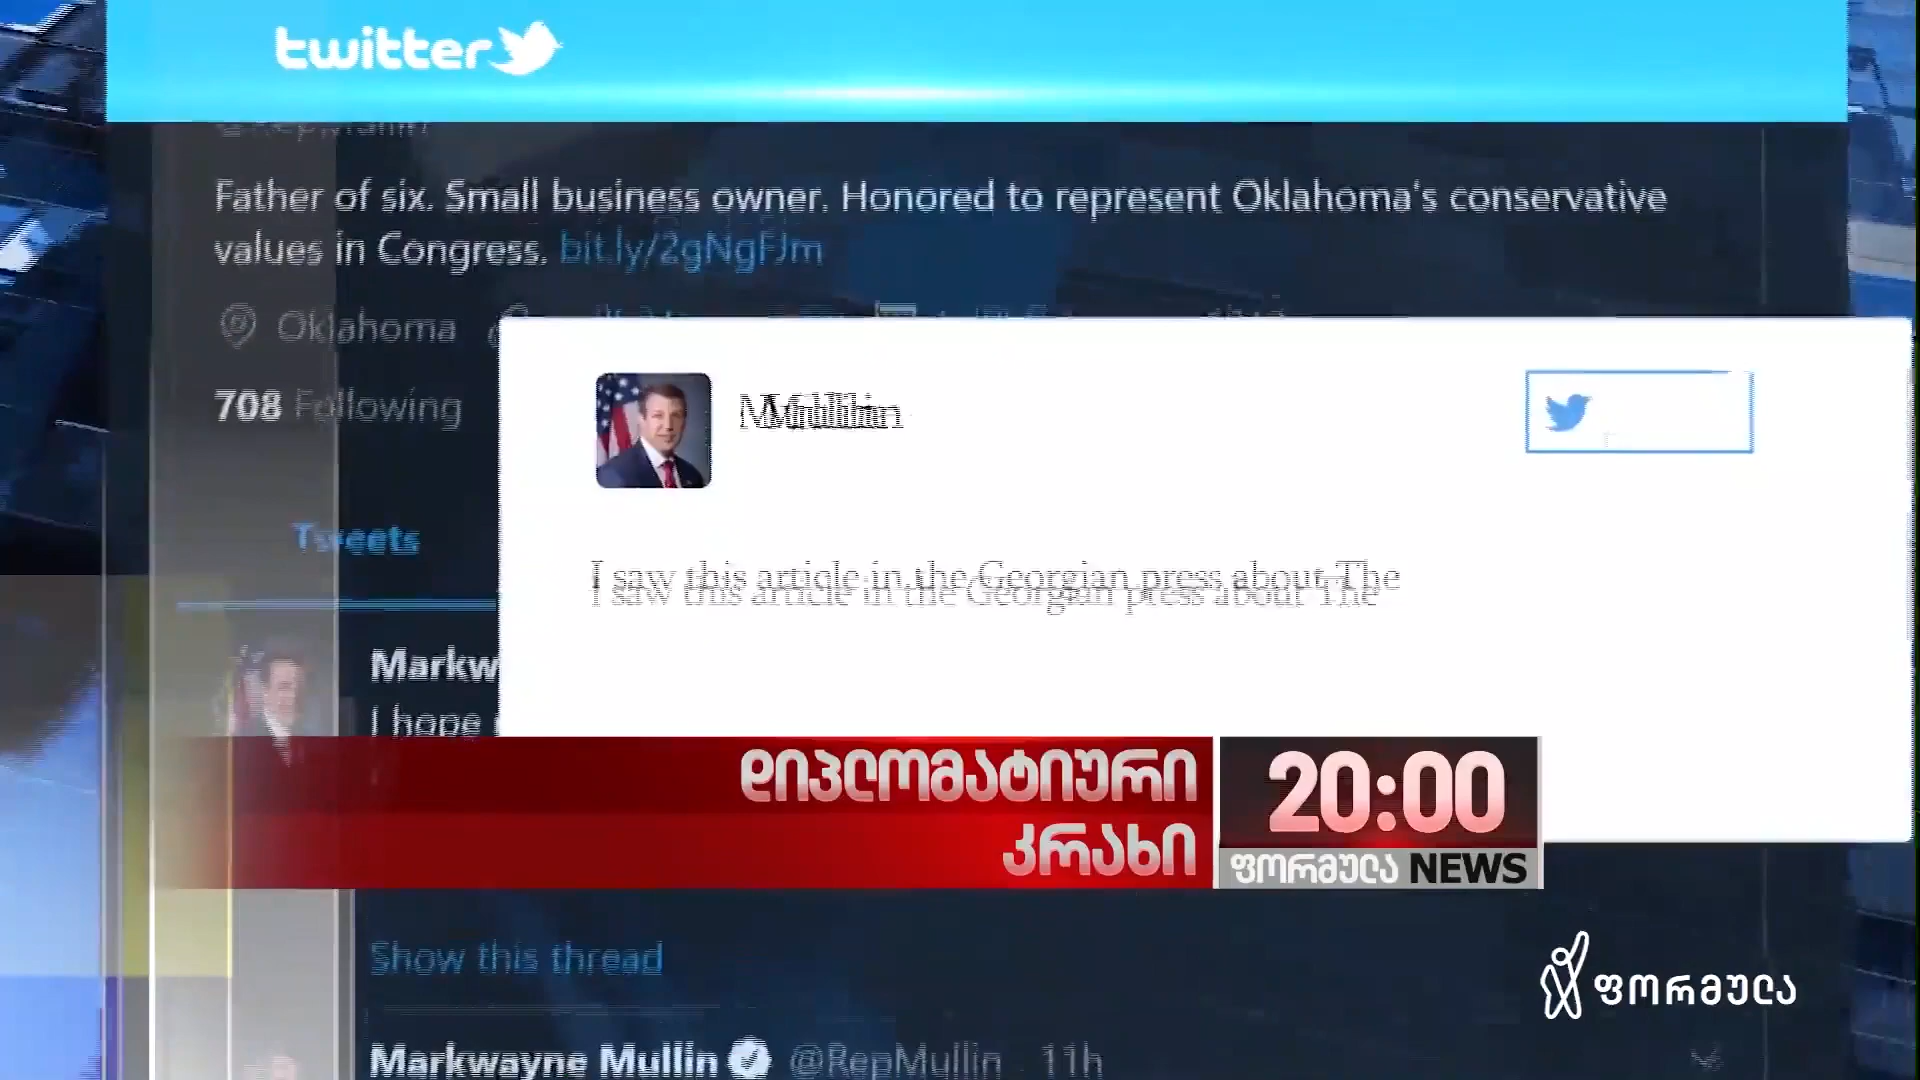 twitter
Father of six. Small business owner. Honored to represent Oklahoma's conservative
values in Congress. bit.ly/2gNgFJm
Oklahoma
708 Following
Mullin
I saw this article in the Georgian press about The
Tweets
Markw
I hope
დიპლომატიური
კრახი
20:00
ფორმულა NEWS
Show this thread
ფორმულა
Markwayne Mullin @RepMullin · 11h